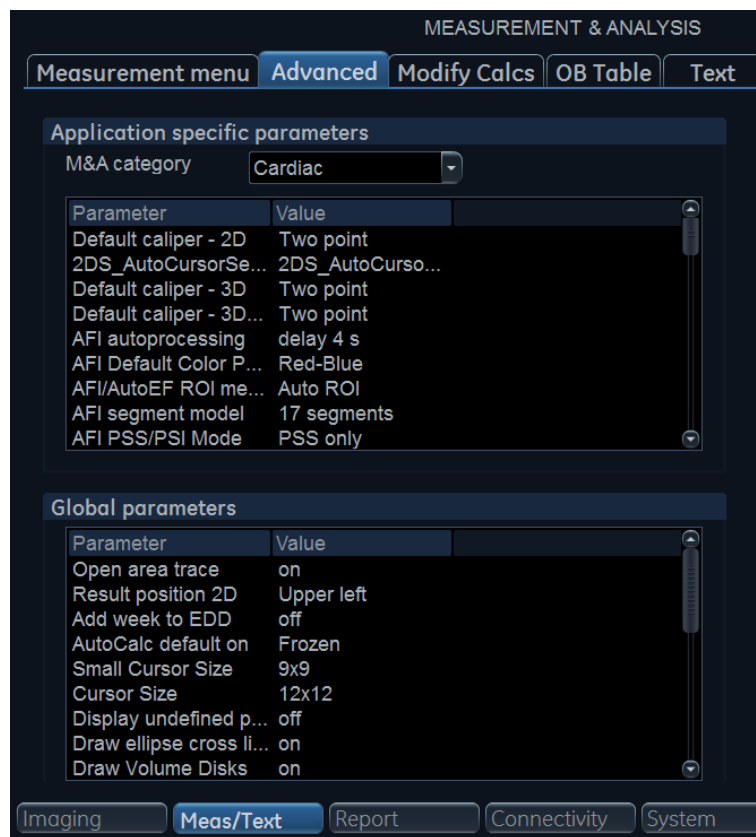 MEASUREMENT & ANALYSIS
Measurement menu Advanced Modify Calcs OB Table Text
Application specific parameters
M&A category Cardiac
Parameter Value
Default caliper - 2D Two point
2DS_AutoCursorSe... 2DS_AutoCurso...
Default caliper - 3D Two point
Default caliper - 3D... Two point
AFI autoprocessing delay 4 s
AFI Default Color P... Red-Blue
AFI/AutoEF ROI me... Auto ROI
AFI segment model 17 segments
AFI PSS/PSI Mode PSS only
Global parameters
Parameter Value
Open area trace on
Result position 2D Upper left
Add week to EDD off
AutoCalc default on Frozen
Small Cursor Size 9x9
Cursor Size 12x12
Display undefined p... off
Draw ellipse cross li... on
Draw Volume Disks on
Imaging Meas/Text Report Connectivity System